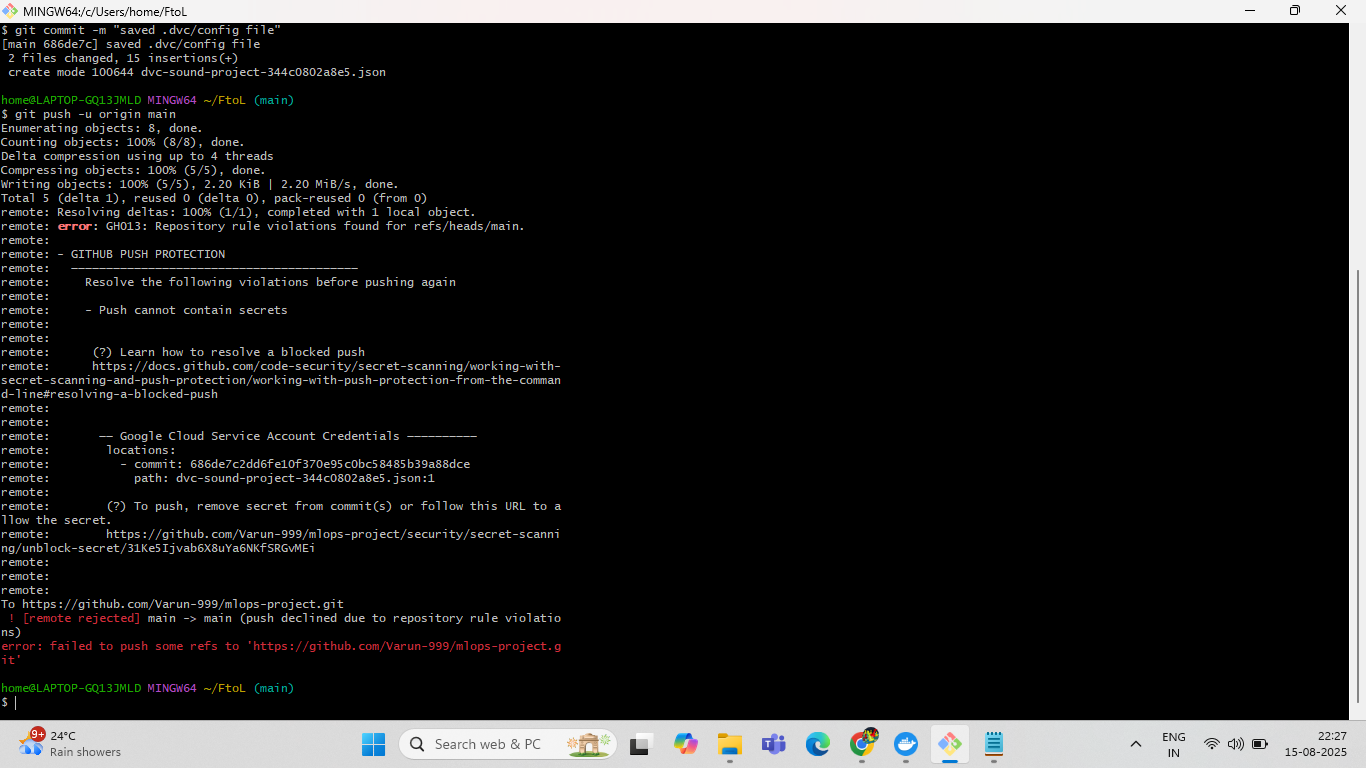 MINGW64:/c/Users/home/FtoL
$ git commit -m "saved .dvc/config file"
[main 686de7c] saved .dvc/config file
 2 files changed, 15 insertions(+)
 create mode 100644 dvc-sound-project-344c0802a8e5.json
home@LAPTOP-GQ13JMLD MINGW64 ~/FtoL (main)
$ git push -u origin main
Enumerating objects: 8, done.
Counting objects: 100% (8/8), done.
Delta compression using up to 4 threads
Compressing objects: 100% (5/5), done.
Writing objects: 100% (5/5), 2.20 KiB | 2.20 MiB/s, done.
Total 5 (delta 1), reused 0 (delta 0), pack-reused 0 (from 0)
remote: Resolving deltas: 100% (1/1), completed with 1 local object.
remote: error: GH013: Repository rule violations found for refs/heads/main.
remote:
remote: - GITHUB PUSH PROTECTION
remote:   —————————————————————————————————————————
remote:     Resolve the following violations before pushing again
remote:
remote:     - Push cannot contain secrets
remote:
remote:
remote:      (?) Learn how to resolve a blocked push
remote:      https://docs.github.com/code-security/secret-scanning/working-with-
secret-scanning-and-push-protection/working-with-push-protection-from-the-comman
d-line#resolving-a-blocked-push
remote:
remote:
remote:       —— Google Cloud Service Account Credentials ——————————
remote:        locations:
remote:          - commit: 686de7c2dd6fe10f370e95c0bc58485b39a88dce
remote:            path: dvc-sound-project-344c0802a8e5.json:1
remote:
remote:        (?) To push, remove secret from commit(s) or follow this URL to a
llow the secret.
remote:        https://github.com/Varun-999/mlops-project/security/secret-scanni
ng/unblock-secret/31Ke5Ijvab6X8uYa6NKfSRGvMEi
remote:
remote:
remote:
To https://github.com/Varun-999/mlops-project.git
 ! [remote rejected] main -> main (push declined due to repository rule violatio
ns)
error: failed to push some refs to 'https://github.com/Varun-999/mlops-project.g
it'
home@LAPTOP-GQ13JMLD MINGW64 ~/FtoL (main)
$
9+
24°C
Rain showers
Search web & PC
ENG
IN
22:27
15-08-2025